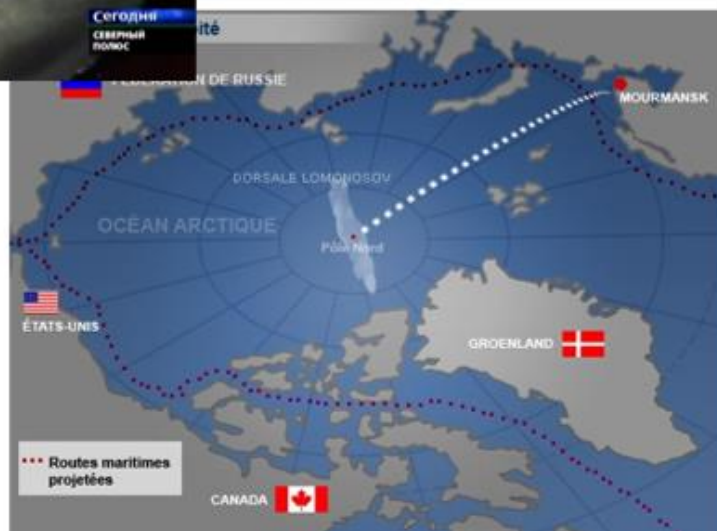 Сегодня
СЕВЕРНЫЙ
ПОЛЮС
FÉDÉRATION DE RUSSIE
MOURMANSK
DORSALE LOMONOSOV
OCÉAN ARCTIQUE
Pôle Nord
ÉTATS-UNIS
GROENLAND
Routes maritimes
projetées
CANADA